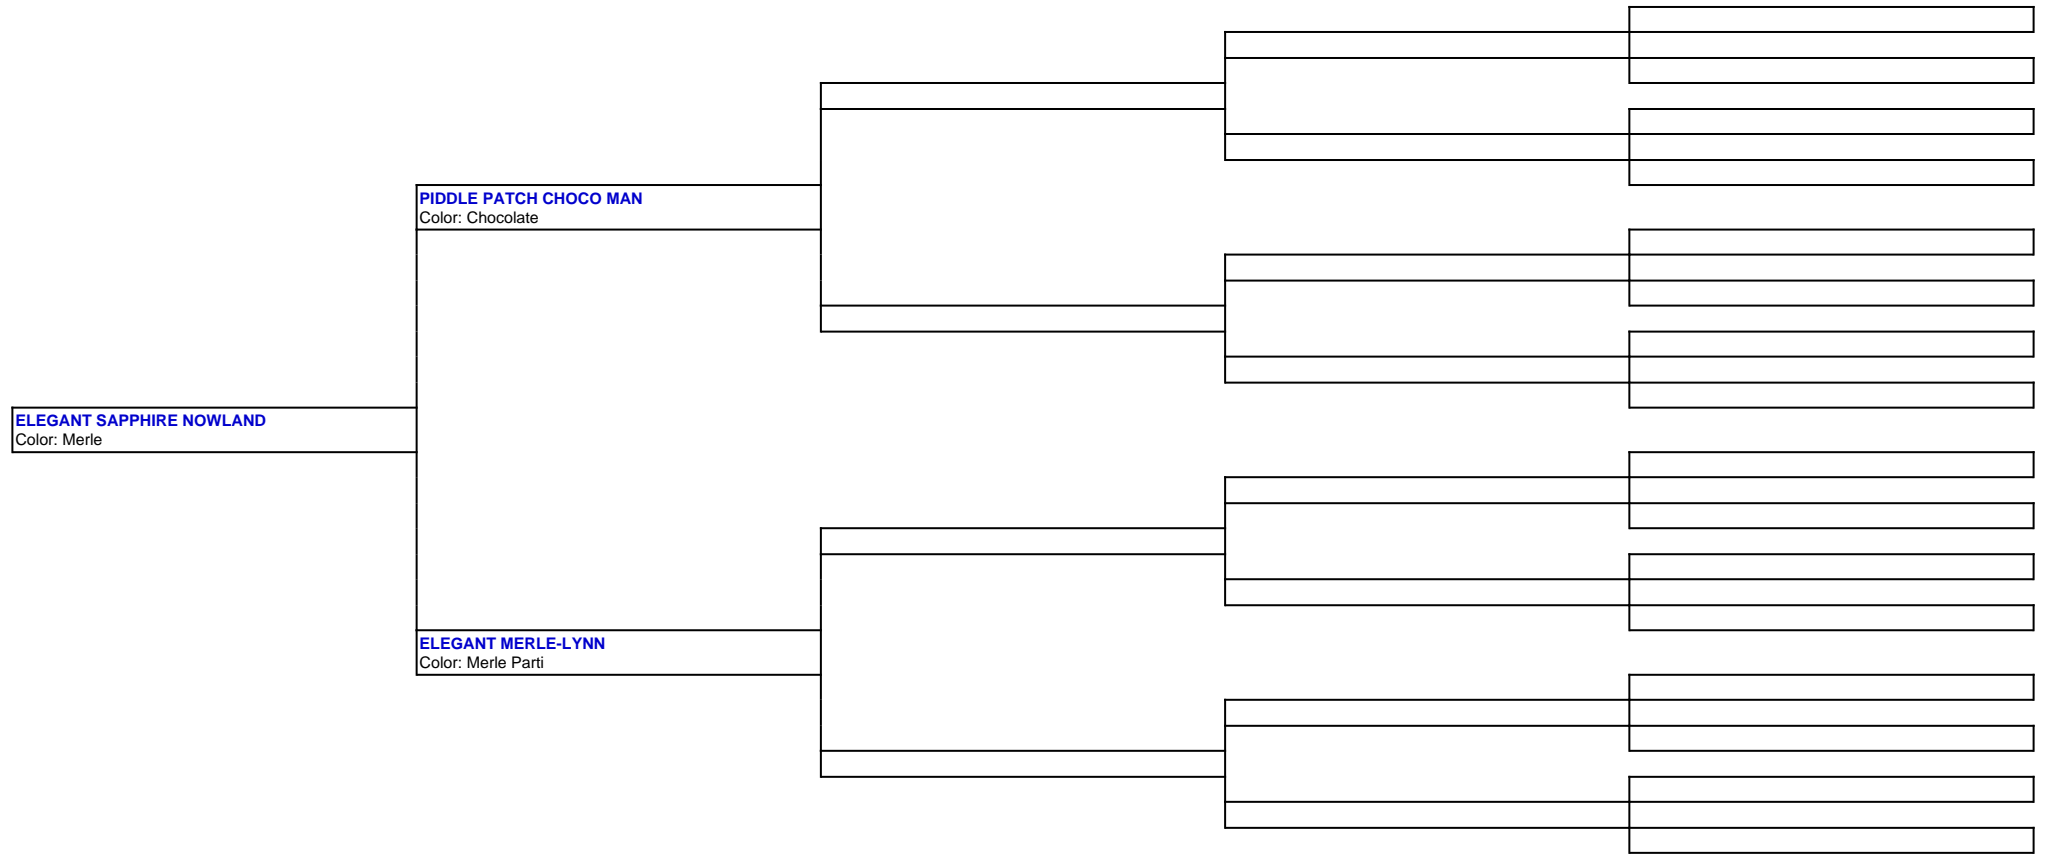 PIDDLE PATCH CHOCO MAN
Color: Chocolate
ELEGANT SAPPHIRE NOWLAND
Color: Merle
ELEGANT MERLE-LYNN
Color: Merle Parti